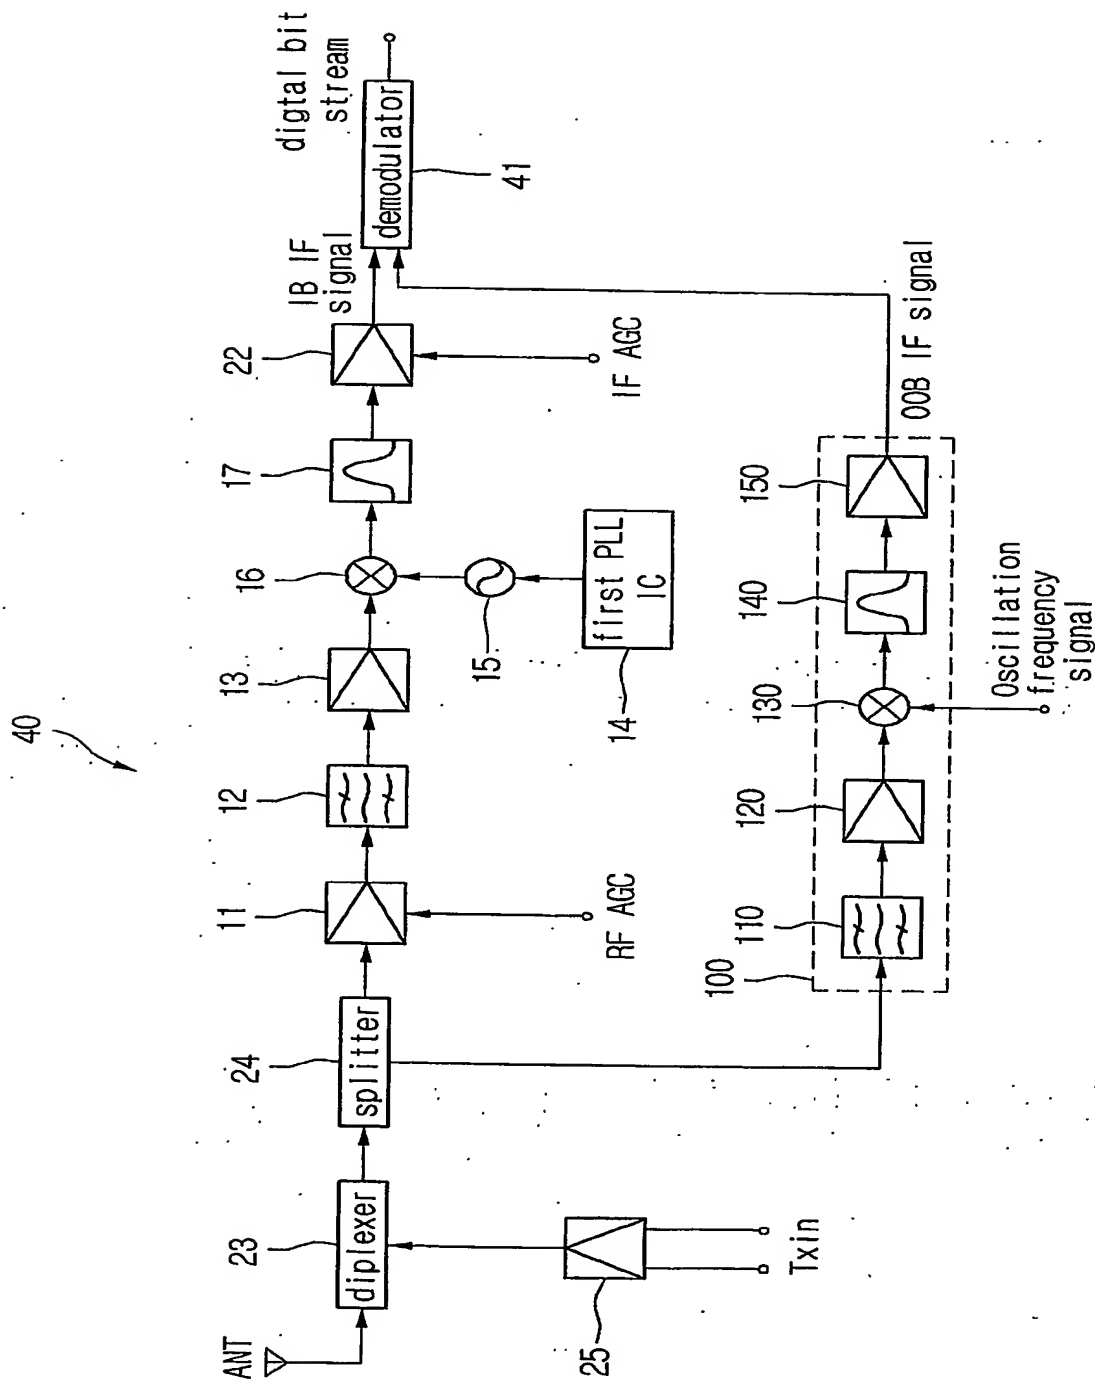 40
ANT
23
diplexer
24
splitter
11
12
13
16
17
22
IB IF
signal
demodulator
41
digtal bit
stream
RF AGC
15
first PLL
IC
14
IF AGC
25
Txin
100
110
120
130
140
150
OOB IF signal
Oscillation
frequency
signal